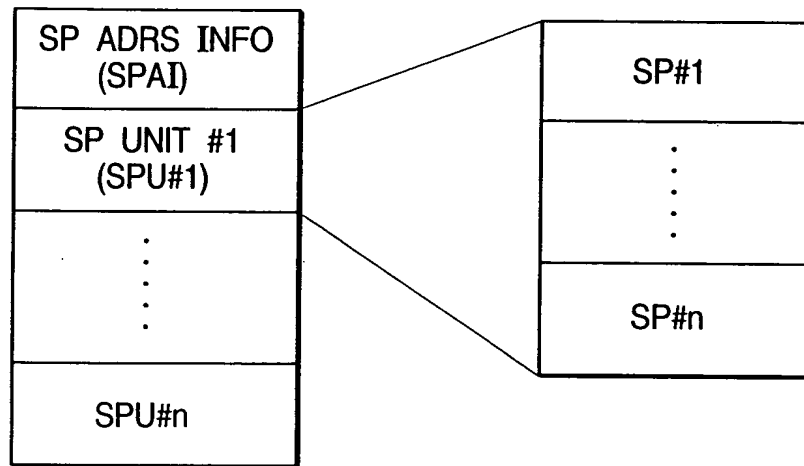 SP ADRS INFO
(SPAI)
SP UNIT #1
(SPU#1)
SPU#n
SP#1
SP#n